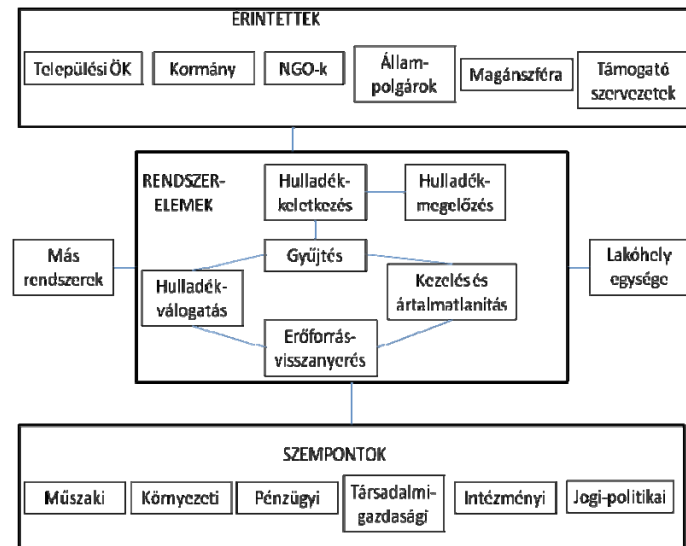 ÉRINTETTEK
Települési ÖK
Kormány
NGO-k
Állam-
polgárok
Magánszféra
Támogató
szervezetek
RENDSZER-
ELEMEK
Hulladék-
keletkezés
Hulladék-
megelőzés
Más
rendszerek
Gyűjtés
Lakóhely
egysége
Hulladék-
válogatás
Kezelés és
ártalmatlanítás
Erőforrás-
visszanyerés
SZEMPONTOK
Műszaki
Környezeti
Pénzügyi
Társadalmi-
gazdasági
Intézményi
Jogi-politikai